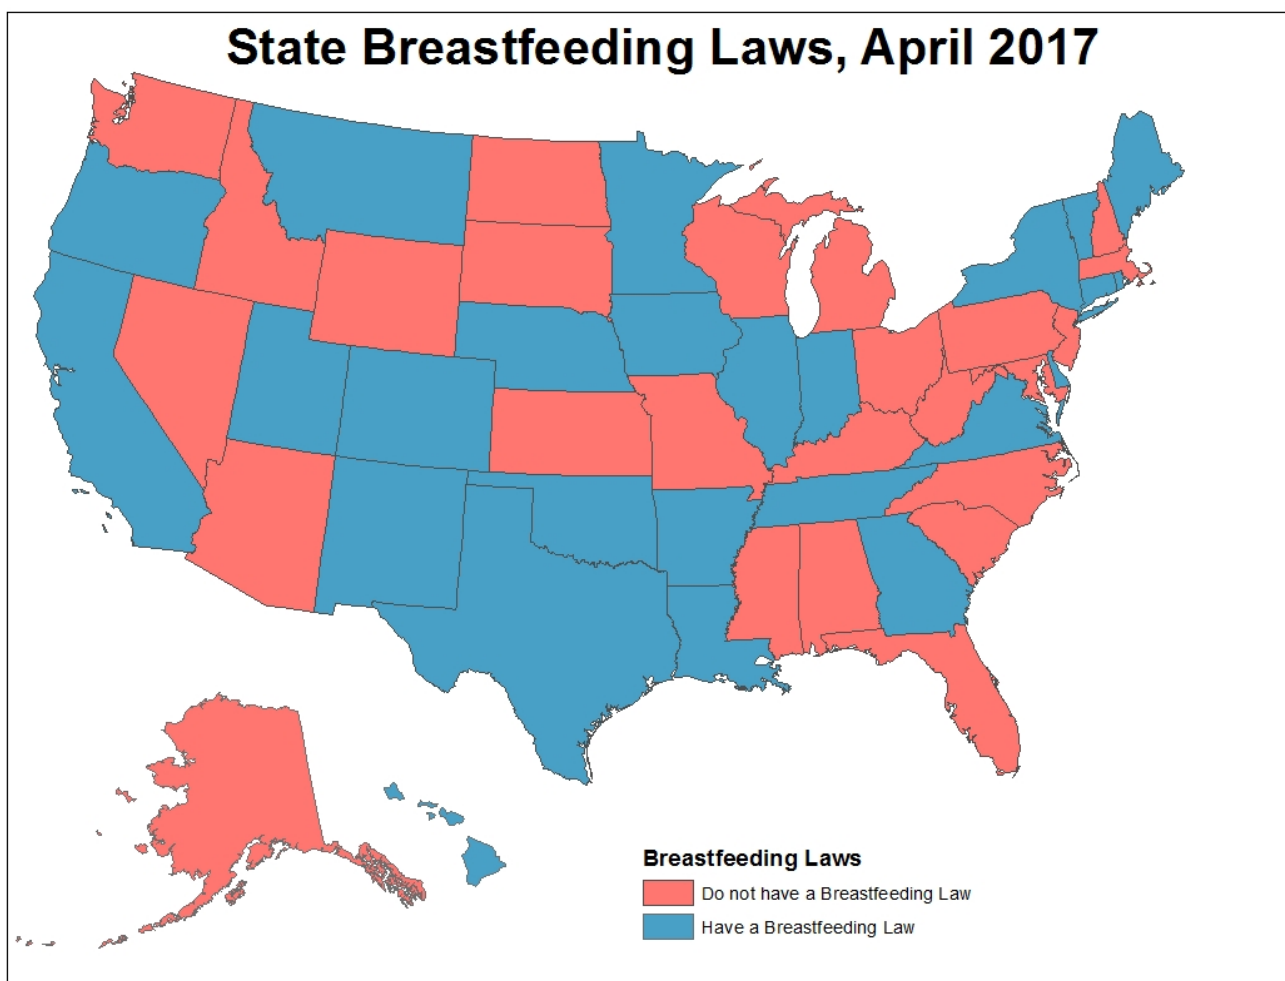 State Breastfeeding Laws, April 2017
Breastfeeding Laws
Do not have a Breastfeeding Law
Have a Breastfeeding Law